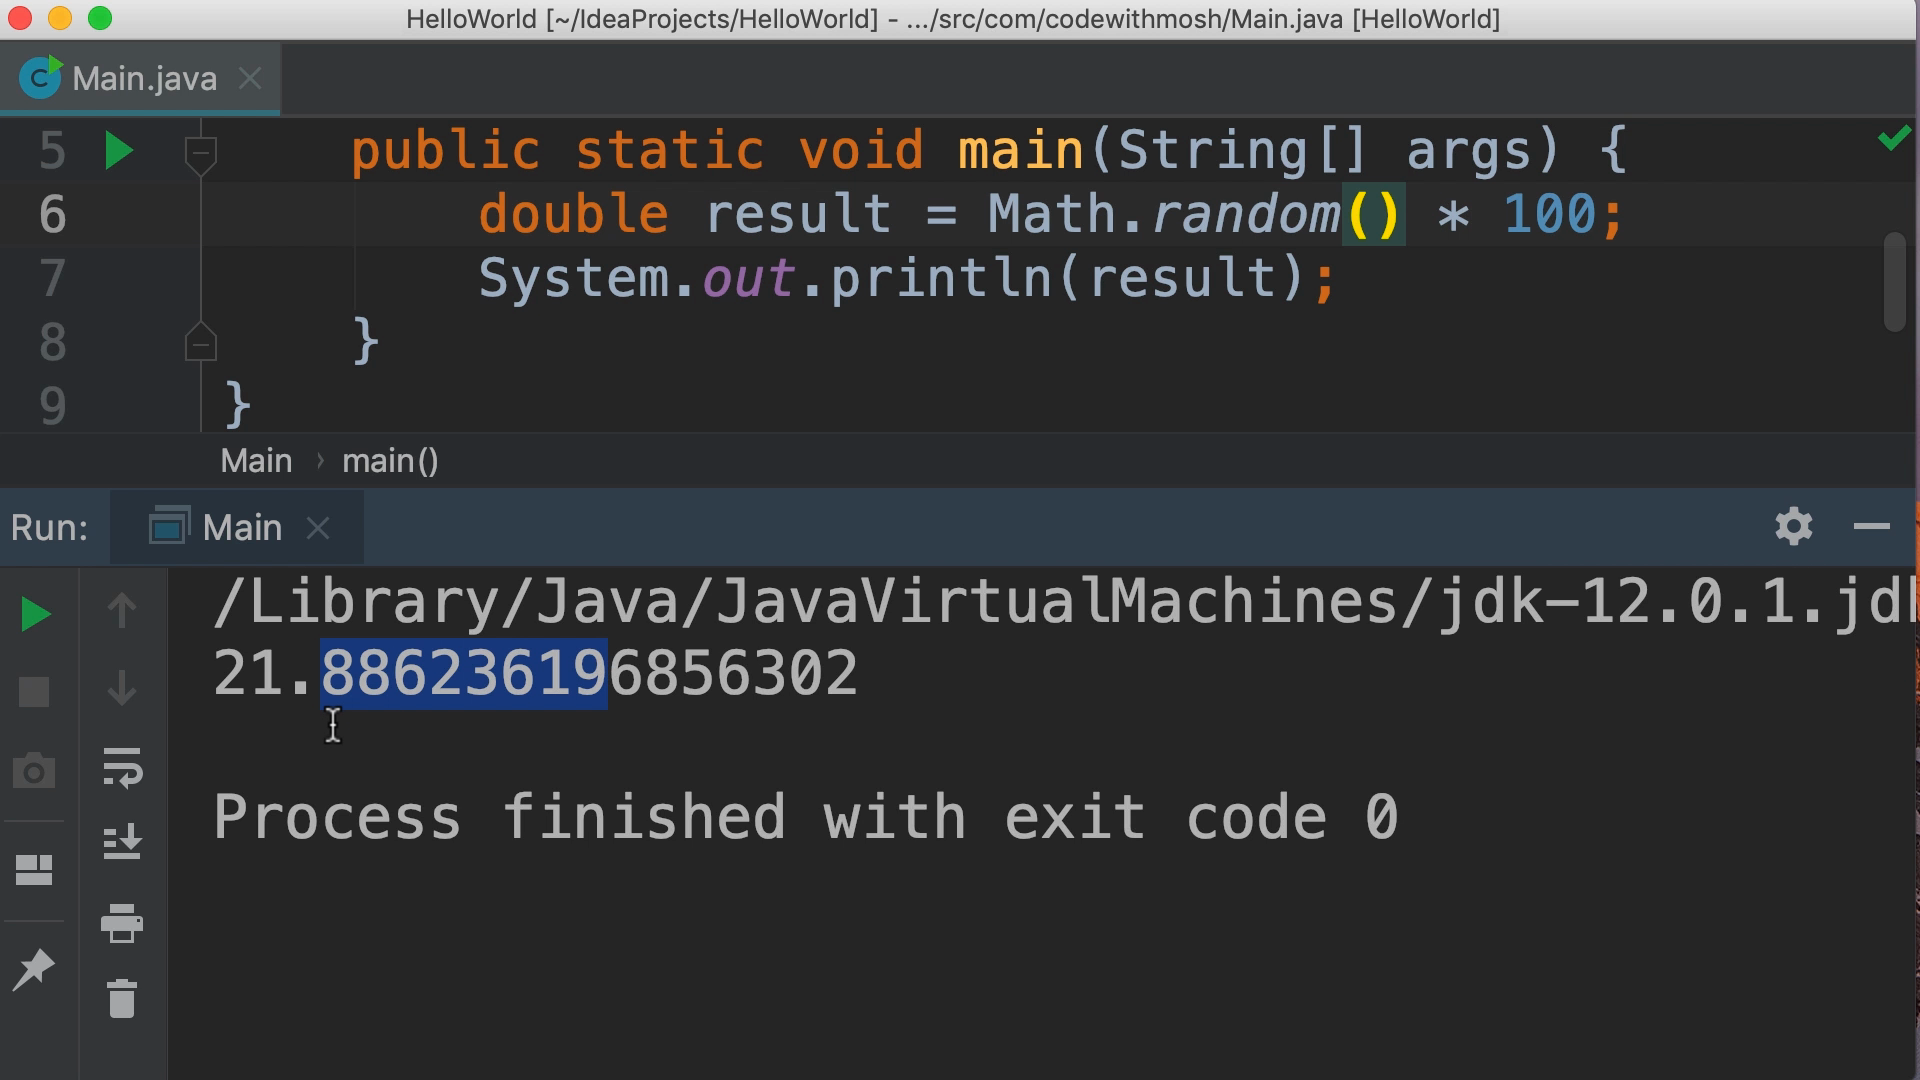 HelloWorld [~/IdeaProjects/HelloWorld] - .../src/com/codewithmosh/Main.java [HelloWorld]
Main.java
5 public static void main(String[] args) {
6 double result = Math.random() * 100;
7 System.out.println(result);
8 }
9 }
Main › main()
Run: Main
/Library/Java/JavaVirtualMachines/jdk-12.0.1.jd
21.886236196856302
Process finished with exit code 0